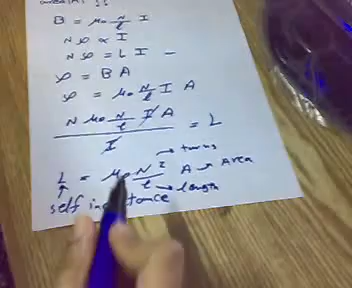 B = μ₀ N/l I
Nφ ∝ I
Nφ = L I –
φ = B A
φ = μ₀ N/l I A
N μ₀ N/l I A / I = L
→ turns
L = μ₀ N²/l A → Area
→ length
self inductance